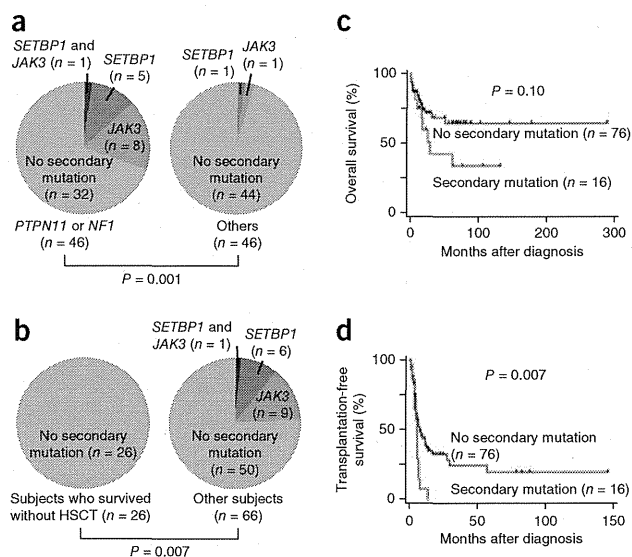 a
SETBP1 and
JAK3 (n = 1)
SETBP1
(n = 5)
JAK3
(n = 8)
No secondary
mutation
(n = 32)
PTPN11 or NF1
(n = 46)
SETBP1
(n = 1)
JAK3
(n = 1)
No secondary
mutation
(n = 44)
Others
(n = 46)
P = 0.001
b
No secondary
mutation (n = 26)
Subjects who survived
without HSCT (n = 26)
SETBP1 and
JAK3 (n = 1)
SETBP1
(n = 6)
JAK3
(n = 9)
No secondary
mutation
(n = 50)
Other subjects
(n = 66)
P = 0.007
c
Overall survival (%)
100
50
0
P = 0.10
No secondary mutation (n = 76)
Secondary mutation (n = 16)
0 100 200 300
Months after diagnosis
d
Transplantation-free
survival (%)
100
50
0
P = 0.007
No secondary mutation
(n = 76)
Secondary mutation (n = 16)
0 50 100 150
Months after diagnosis